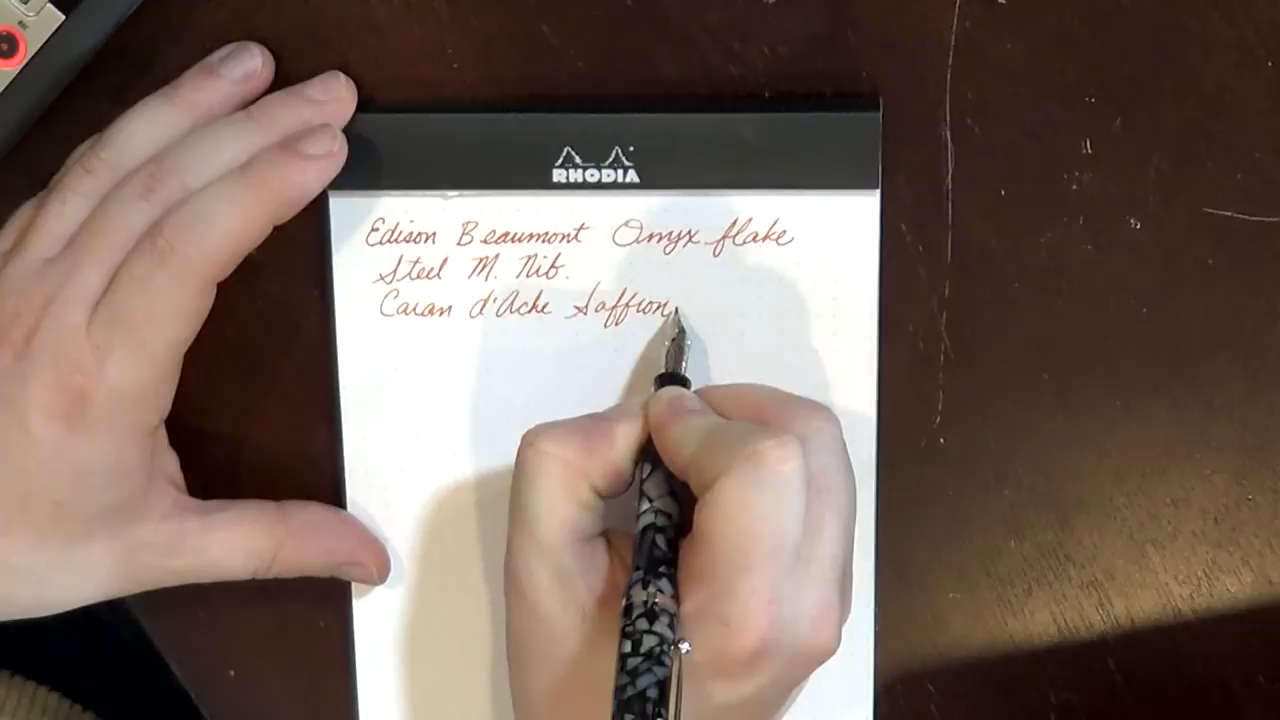 RHODIA
Edison Beaumont Onyx flake
Steel M. Nib.
Caran d'Ache Saffron